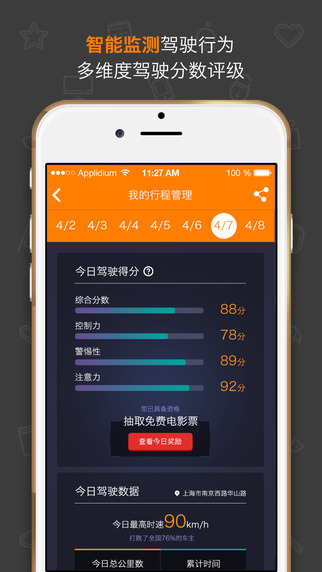 智能监测驾驶行为
多维度驾驶分数评级
Applidium 11:27 AM 100 %
我的行程管理
4/2 4/3 4/4 4/5 4/6 4/7 4/8
今日驾驶得分 ?
综合分数 88分
控制力 78分
警惕性 89分
注意力 92分
您已具备资格
抽取免费电影票
查看今日奖励
今日驾驶数据 上海市南京西路华山路
今日最高时速90km/h
打败了全国76%的车主
今日总公里数 累计时间